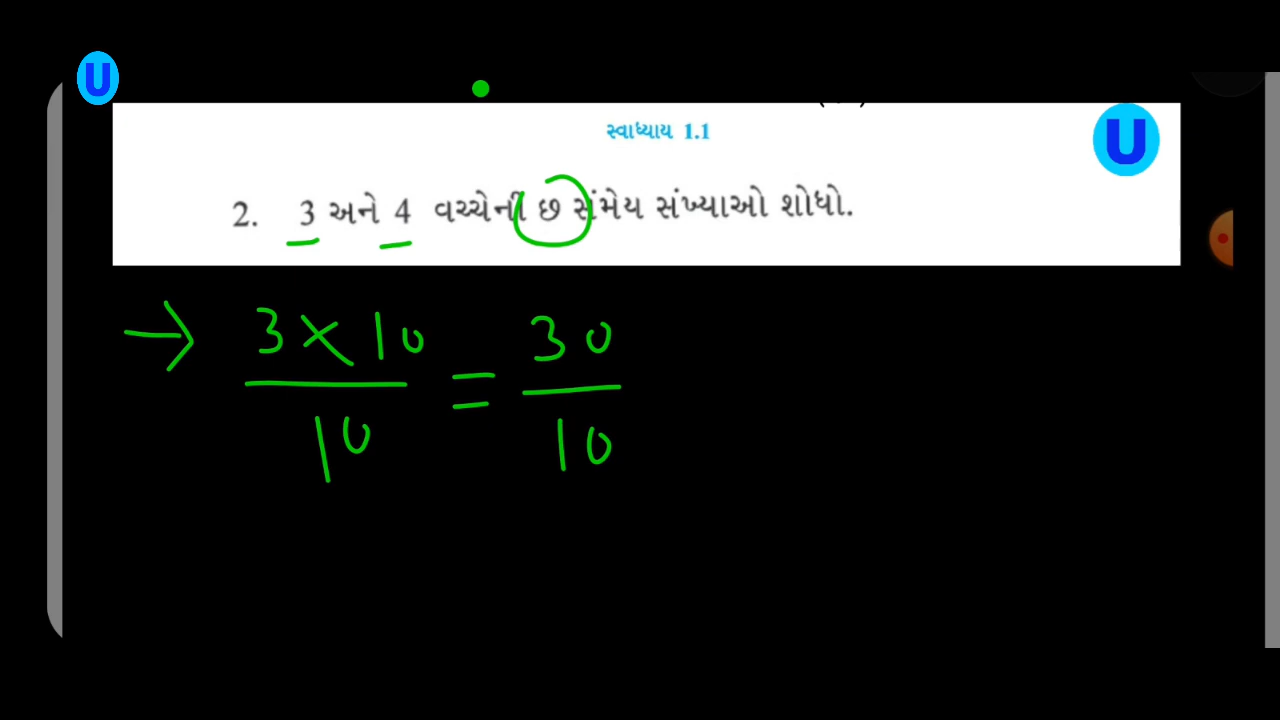 U
સ્વાધ્યાય 1.1
U
2. 3 અને 4 વચ્ચેની છ સંમેય સંખ્યાઓ શોધો.
→ 3 × 10 / 10 = 30 / 10